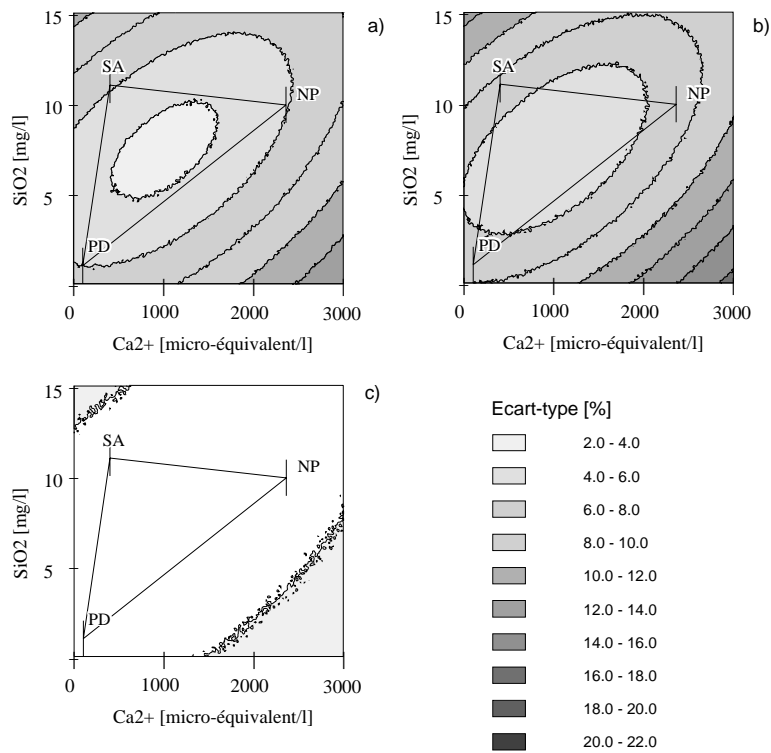 a)
15
10
5
SiO2 [mg/l]
SA
NP
PD
0
1000
2000
3000
Ca2+ [micro-équivalent/l]
b)
15
10
5
SiO2 [mg/l]
SA
NP
PD
0
1000
2000
3000
Ca2+ [micro-équivalent/l]
c)
15
10
5
SiO2 [mg/l]
SA
NP
PD
0
1000
2000
3000
Ca2+ [micro-équivalent/l]
Ecart-type [%]
2.0 - 4.0
4.0 - 6.0
6.0 - 8.0
8.0 - 10.0
10.0 - 12.0
12.0 - 14.0
14.0 - 16.0
16.0 - 18.0
18.0 - 20.0
20.0 - 22.0